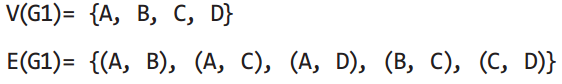 V(G1)= {A, B, C, D}
E(G1)= {(A, B), (A, C), (A, D), (B, C), (C, D)}